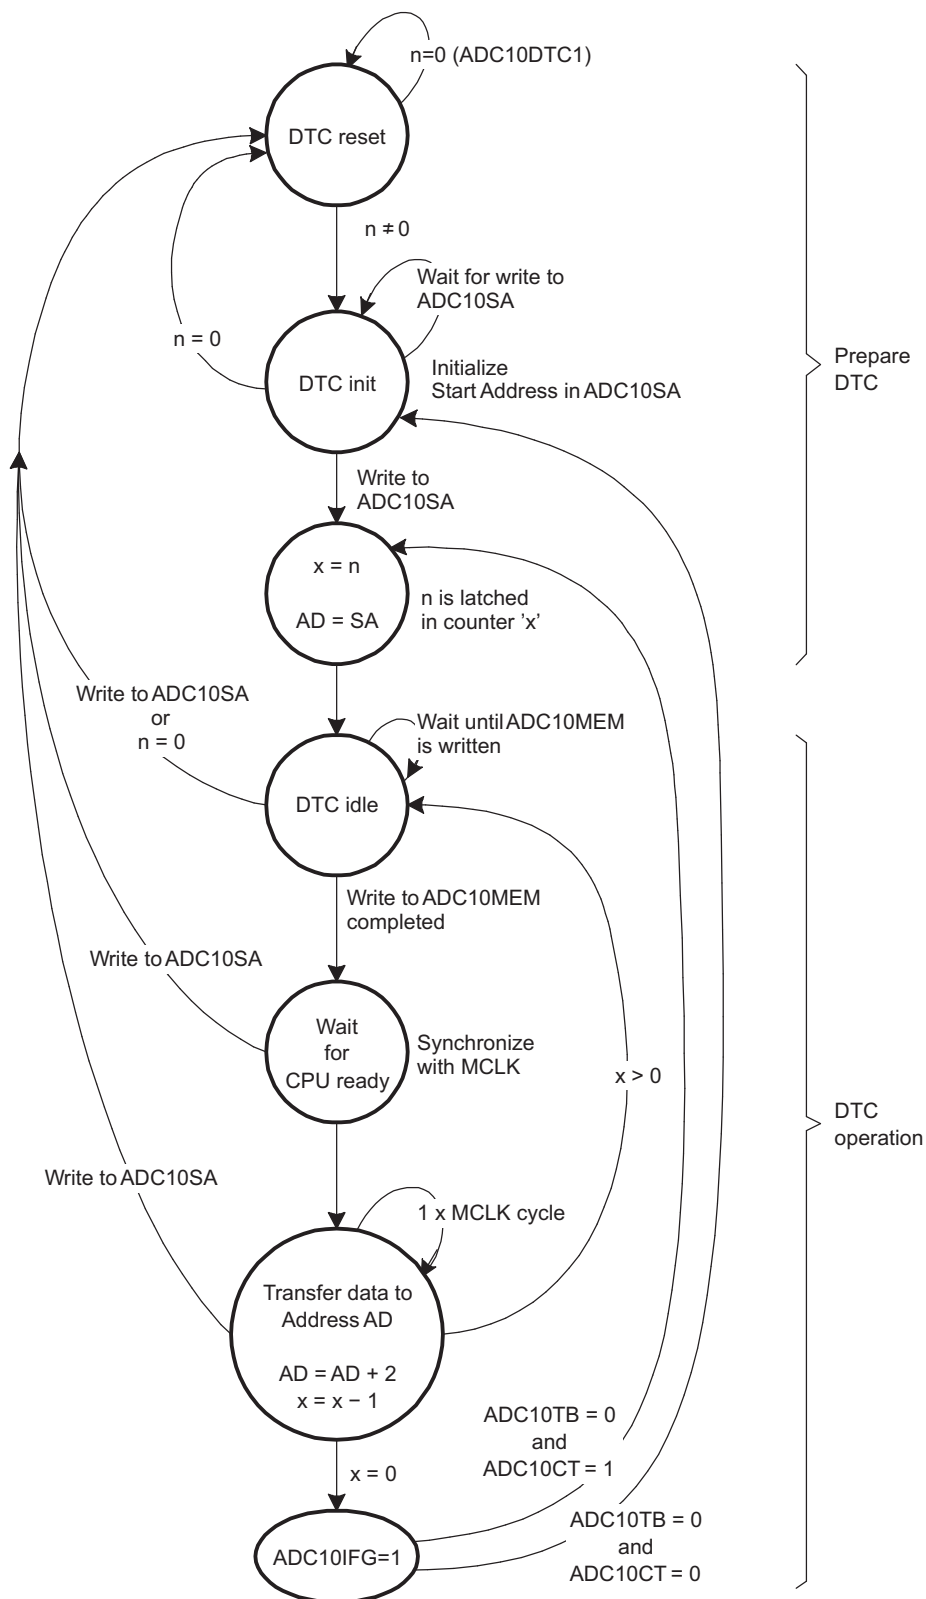 n=0 (ADC10DTC1)
DTC reset
n ≠ 0
Wait for write to
ADC10SA
n = 0
DTC init
Initialize
Start Address in ADC10SA
Prepare
DTC
Write to
ADC10SA
x = n
AD = SA
n is latched
in counter ’x’
Write to ADC10SA
or
n = 0
Wait until ADC10MEM
is written
DTC idle
Write to ADC10MEM
completed
Write to ADC10SA
Wait
for
CPU ready
Synchronize
with MCLK
x > 0
DTC
operation
Write to ADC10SA
1 x MCLK cycle
Transfer data to
Address AD
AD = AD + 2
x = x − 1
ADC10TB = 0
and
ADC10CT = 1
x = 0
ADC10TB = 0
and
ADC10CT = 0
ADC10IFG=1